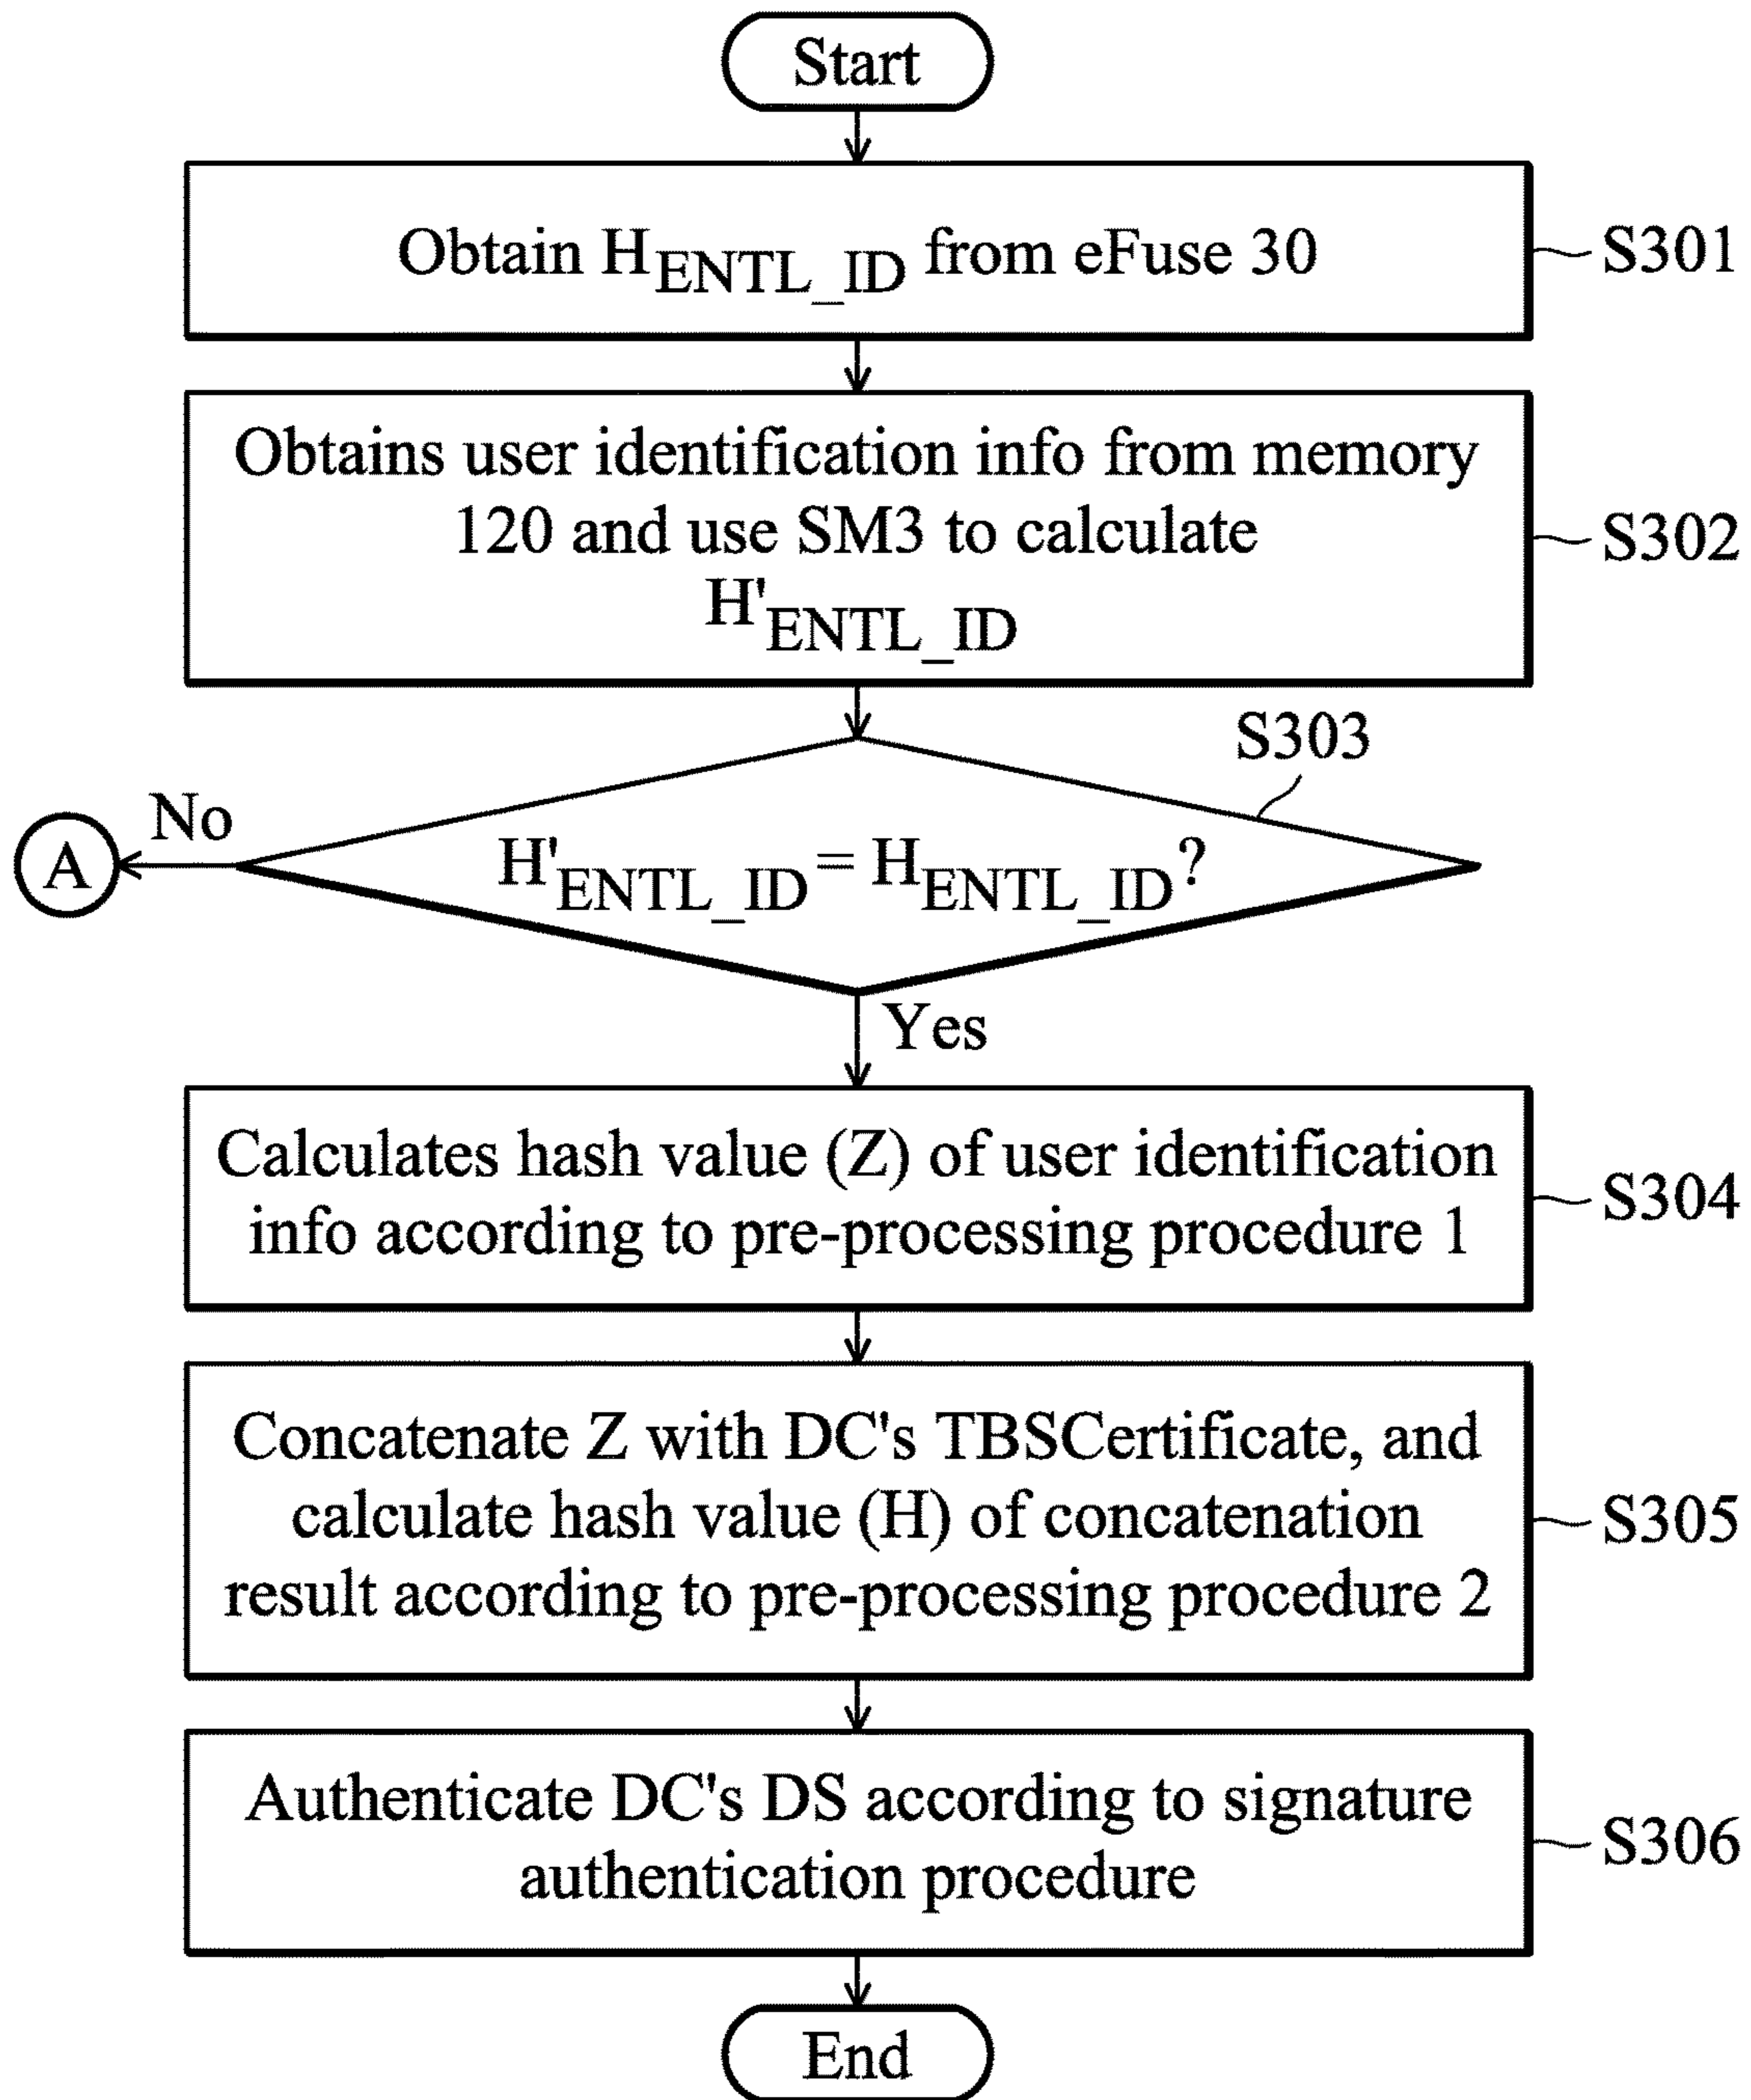 Start
Obtain HENTL_ID from eFuse 30
S301
Obtains user identification info from memory
120 and use SM3 to calculate
H'ENTL_ID
S302
S303
No
A
H'ENTL_ID = HENTL_ID?
Yes
Calculates hash value (Z) of user identification
info according to pre-processing procedure 1
S304
Concatenate Z with DC's TBSCertificate, and
calculate hash value (H) of concatenation
result according to pre-processing procedure 2
S305
Authenticate DC's DS according to signature
authentication procedure
S306
End